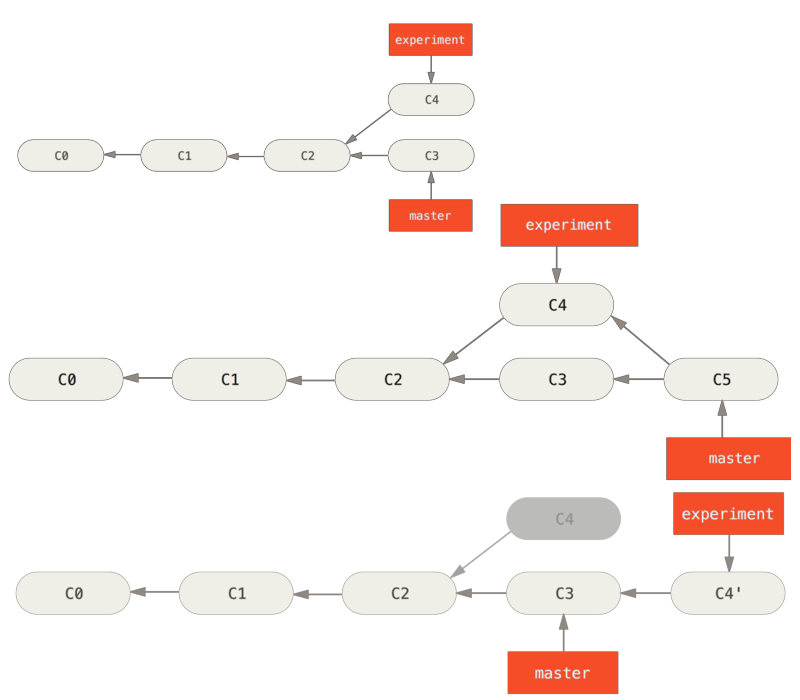 experiment
C4
C0 C1 C2 C3
master
experiment
C4
C0 C1 C2 C3 C5
master
experiment
C4
C0 C1 C2 C3 C4'
master